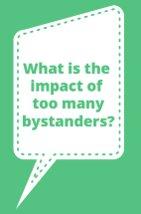 What is the
impact of
too many
bystanders?